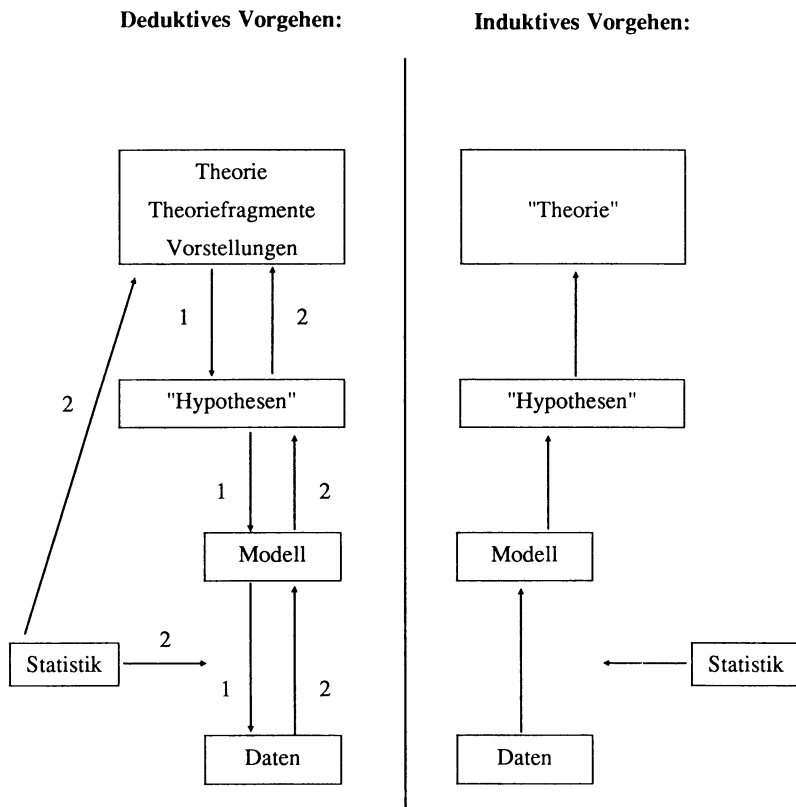 Deduktives Vorgehen:
Theorie
Theoriefragmente
Vorstellungen
1
2
"Hypothesen"
2
1
2
Modell
2
Statistik
1
2
Daten
Induktives Vorgehen:
"Theorie"
"Hypothesen"
Modell
Statistik
Daten